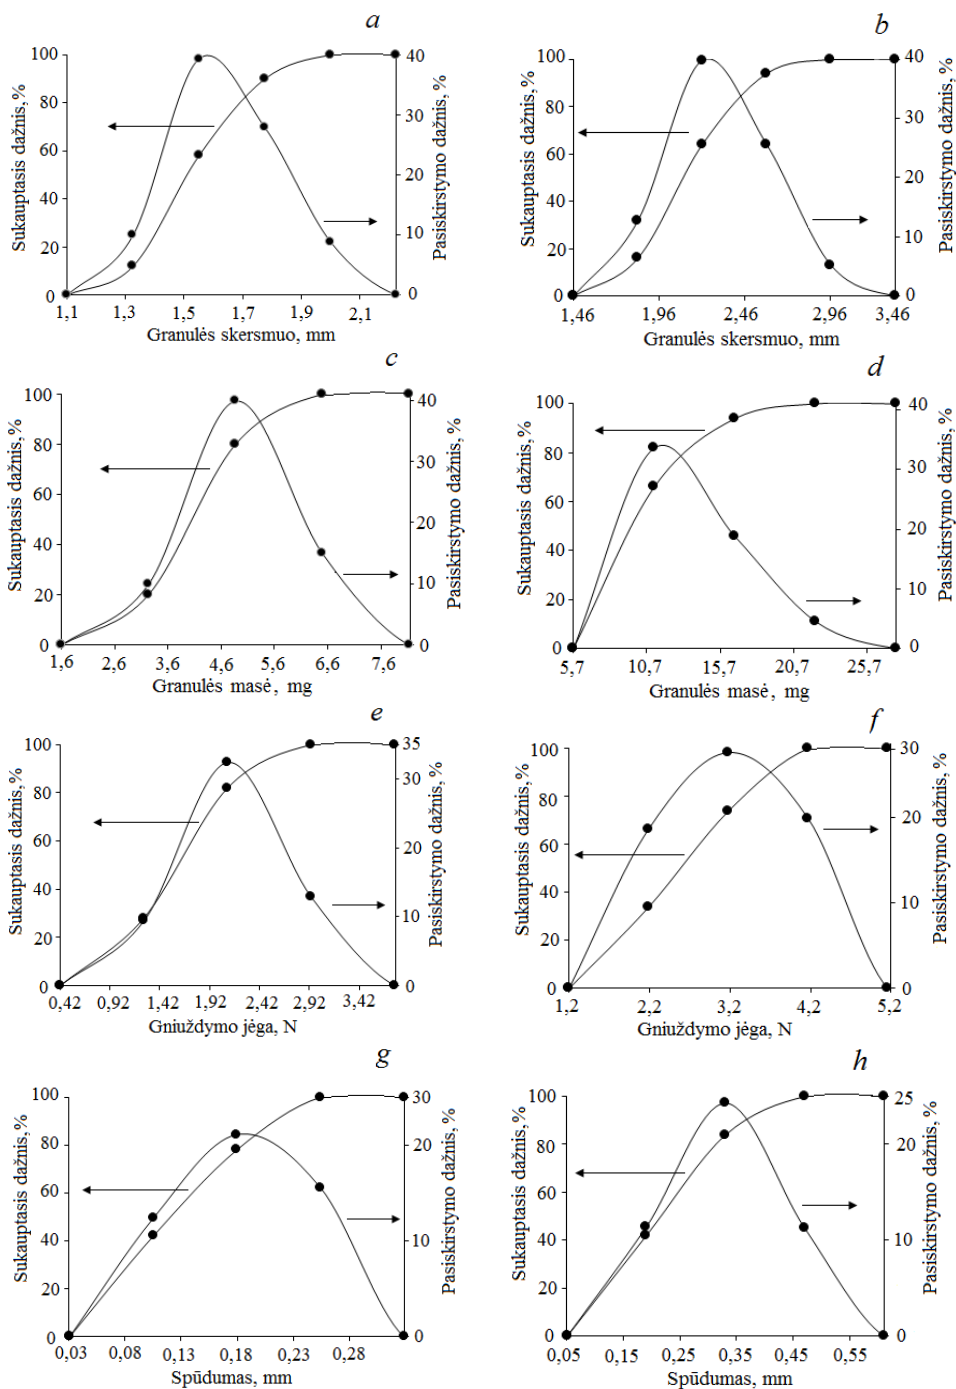 a
100
80
60
40
20
0
Sukauptasis dažnis,%
40
30
20
10
0
Pasiskirstymo dažnis, %
1,1 1,3 1,5 1,7 1,9 2,1
Granulės skersmuo, mm
b
100
80
60
40
20
0
Sukauptasis dažnis, %
40
30
20
10
0
Pasiskirstymo dažnis, %
1,46 1,96 2,46 2,96 3,46
Granulės skersmuo, mm
c
100
80
60
40
20
0
Sukauptasis dažnis,%
40
30
20
10
0
Pasiskirstymo dažnis, %
1,6 2,6 3,6 4,6 5,6 6,6 7,6
Granulės masė, mg
d
100
80
60
40
20
0
Sukauptasis dažnis, %
40
30
20
10
0
Pasiskirstymo dažnis, %
5,7 10,7 15,7 20,7 25,7
Granulės masė, mg
e
100
80
60
40
20
0
Sukauptasis dažnis,%
35
30
20
10
0
Pasiskirstymo dažnis, %
0,42 0,92 1,42 1,92 2,42 2,92 3,42
Gniuždymo jėga, N
f
100
80
60
40
20
0
Sukauptasis dažnis, %
30
20
10
0
Pasiskirstymo dažnis, %
1,2 2,2 3,2 4,2 5,2
Gniuždymo jėga, N
g
100
80
60
40
20
0
Sukauptasis dažnis, %
30
20
10
0
Pasiskirstymo dažnis, %
0,03 0,08 0,13 0,18 0,23 0,28
Spūdumas, mm
h
100
80
60
40
20
0
Sukauptasis dažnis, %
25
20
10
0
Pasiskirstymo dažnis, %
0,05 0,15 0,25 0,35 0,45 0,55
Spūdumas, mm